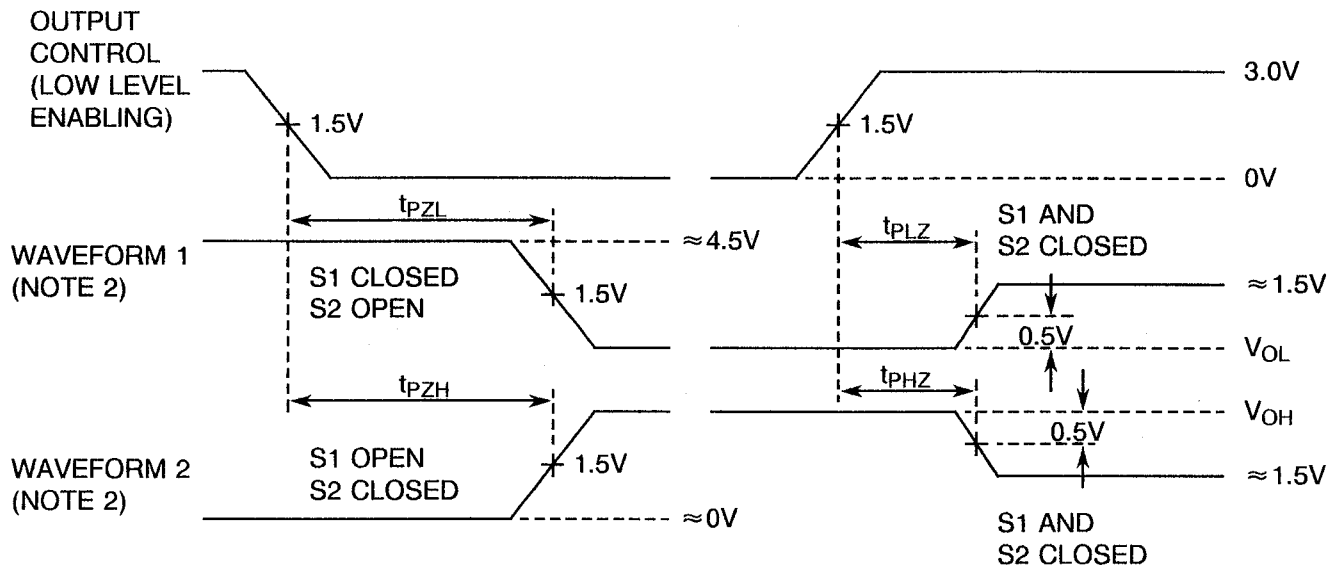 OUTPUT
CONTROL
(LOW LEVEL
ENABLING)
1.5V
1.5V
3.0V
0V
tPZL
WAVEFORM 1
(NOTE 2)
S1 CLOSED
S2 OPEN
≈4.5V
1.5V
tPLZ
S1 AND
S2 CLOSED
≈1.5V
0.5V
VOL
tPZH
tPHZ
VOH
0.5V
WAVEFORM 2
(NOTE 2)
S1 OPEN
S2 CLOSED
1.5V
≈0V
≈1.5V
S1 AND
S2 CLOSED